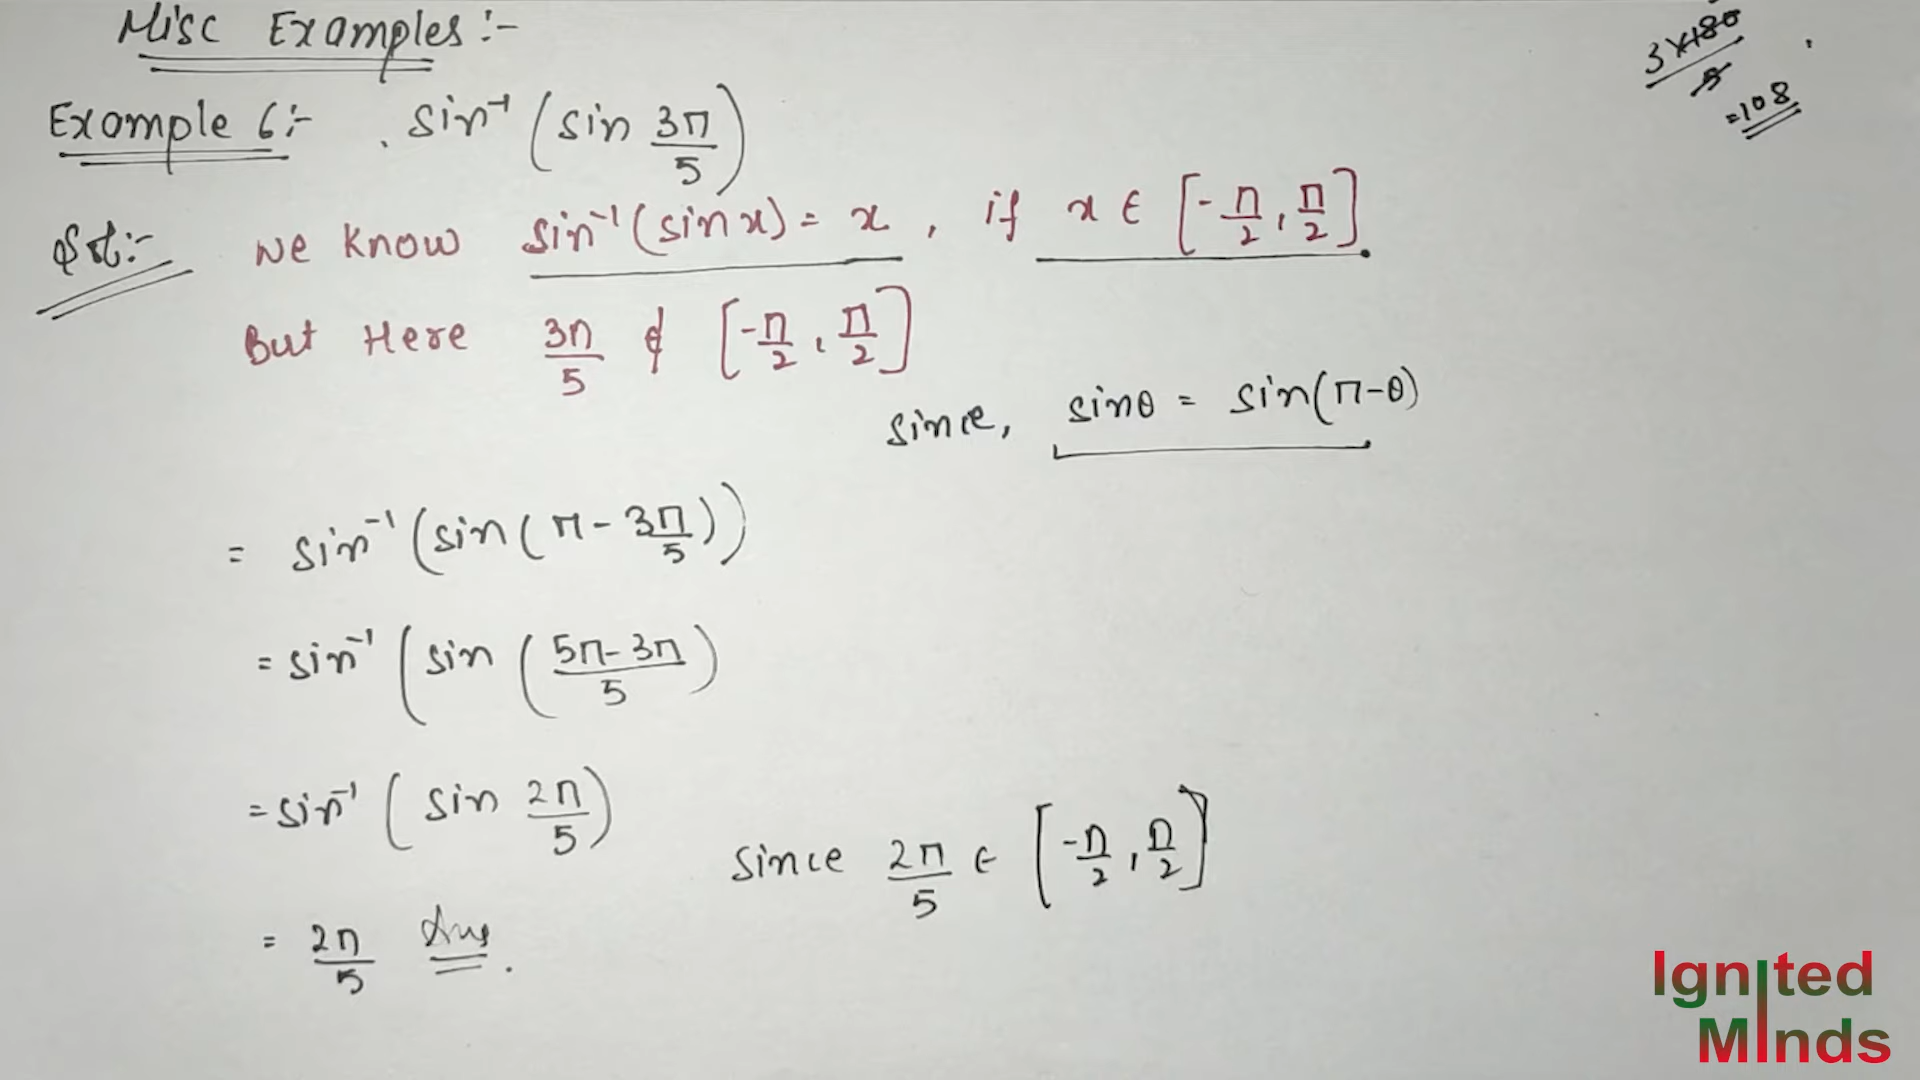 Misc Examples:-
3×180
5
=108
Example 6:- sin⁻¹(sin 3π/5)
Sol:- We know sin⁻¹(sin x) = x, if x ∈ [-π/2, π/2].
But Here 3π/5 ∉ [-π/2, π/2]
since, sinθ = sin(π-θ)
= sin⁻¹(sin(π - 3π/5))
= sin⁻¹(sin(5π-3π/5)
= sin⁻¹(sin 2π/5)
since 2π/5 ∈ [-π/2, π/2]
= 2π/5 Ans.
Ignited
Minds